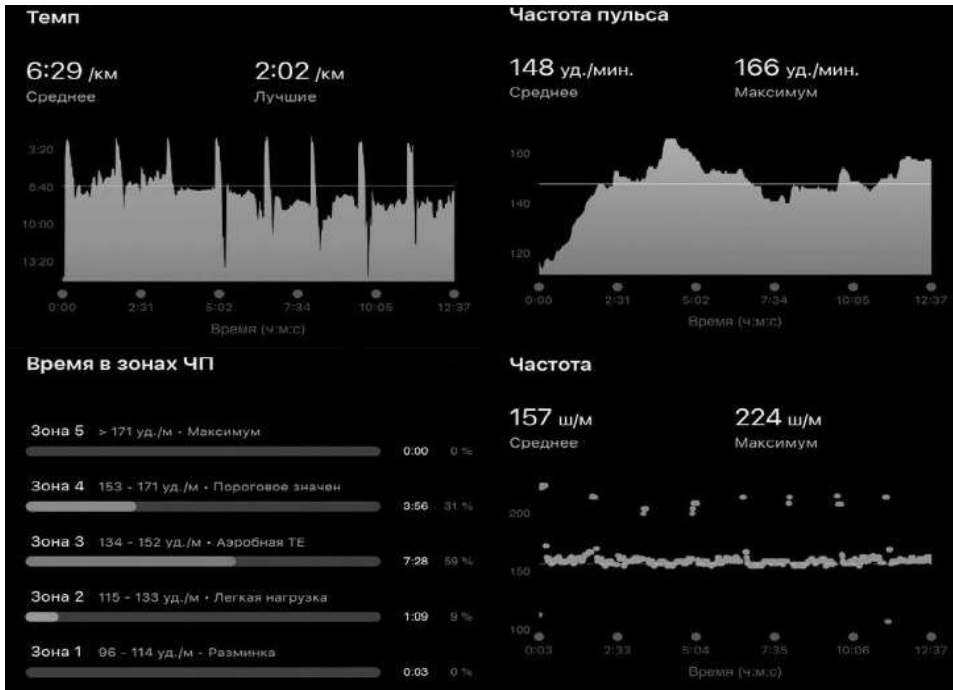 Темп
6:29 /км
2:02 /км
Среднее
Лучшие
3:20
6:40
10:00
13:20
0:00
2:31
5:02
7:34
10:05
12:37
Время (ч:м:с)
Частота пульса
148 уд./мин.
166 уд./мин.
Среднее
Максимум
160
140
120
0:00
2:31
5:02
7:34
10:05
12:37
Время (ч:м:с)
Время в зонах ЧП
Зона 5 > 171 уд./м • Максимум
0:00 0 %
Зона 4 153 - 171 уд./м • Пороговое значен
3:56 31 %
Зона 3 134 - 152 уд./м • Аэробная ТЕ
7:28 59 %
Зона 2 115 - 133 уд./м • Легкая нагрузка
1:09 9 %
Зона 1 96 - 114 уд./м - Разминка
0:03 0 %
Частота
157 ш/м
224 ш/м
Среднее
Максимум
200
150
100
0:03
2:33
5:04
7:35
10:06
12:37
Время (ч:м:с)